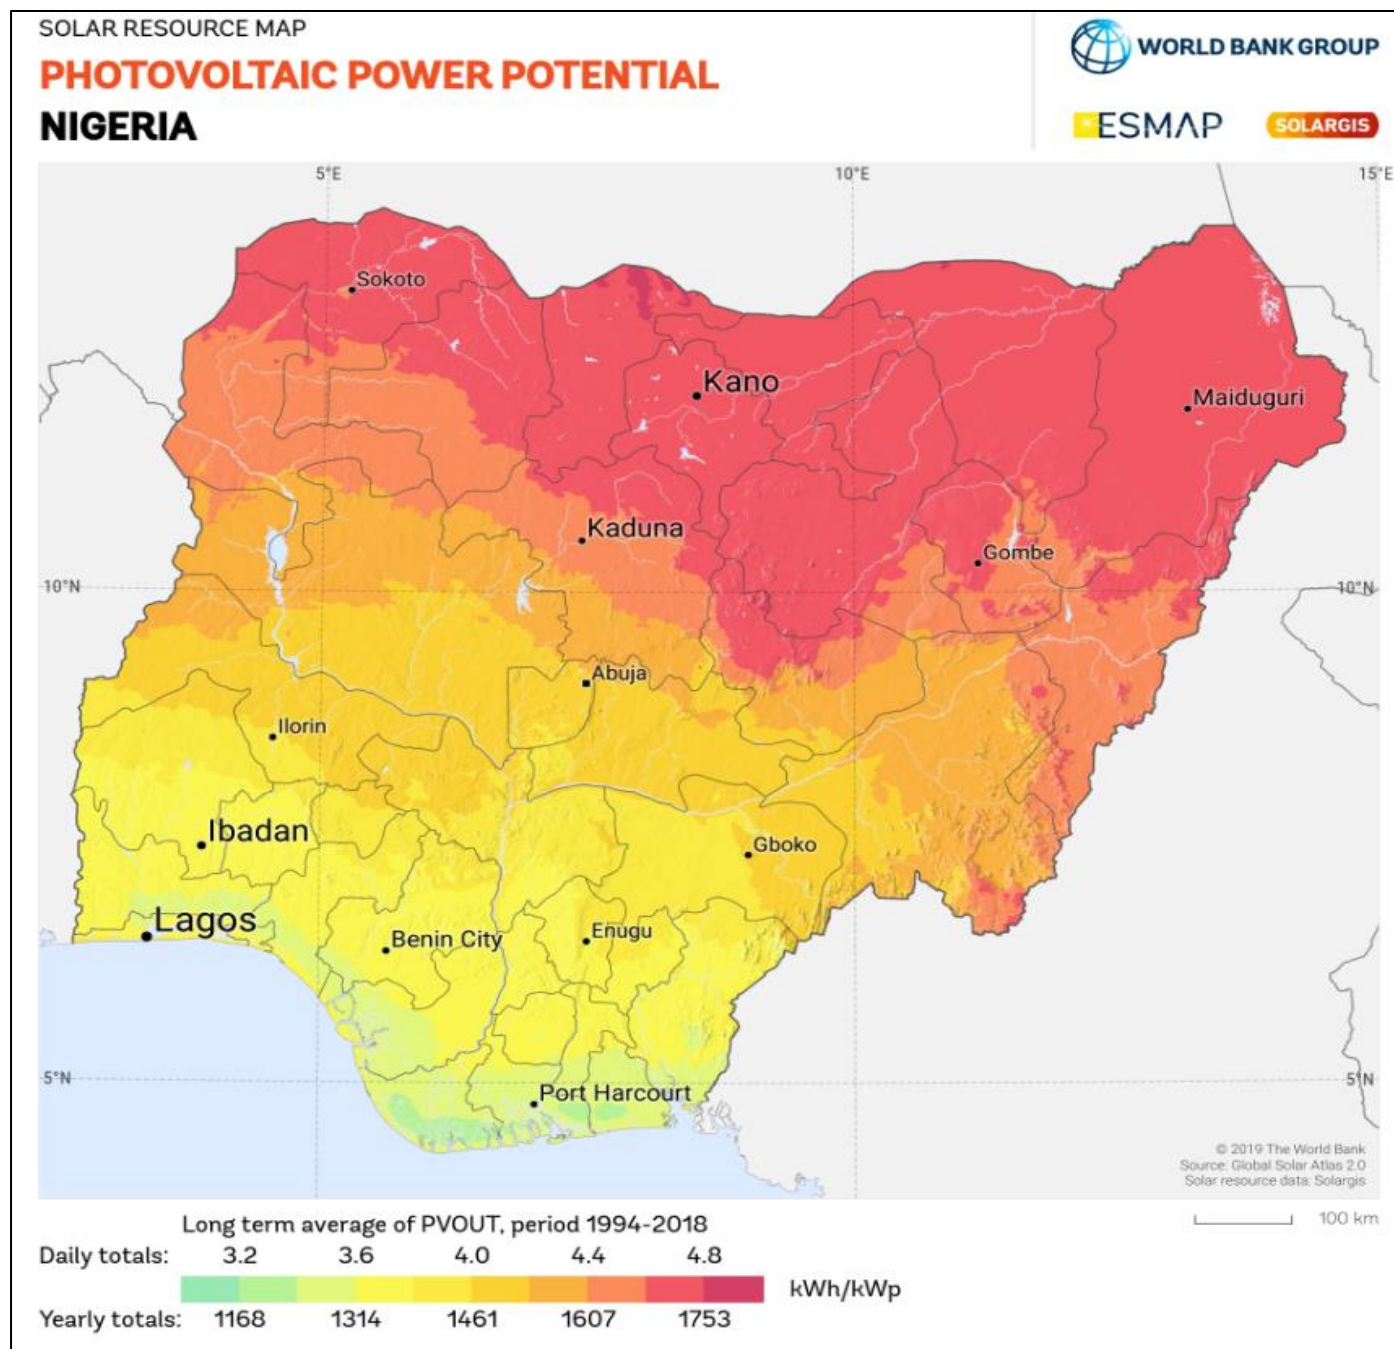 SOLAR RESOURCE MAP
PHOTOVOLTAIC POWER POTENTIAL
NIGERIA
WORLD BANK GROUP
ESMAP
SOLARGIS
5°E
10°E
15°E
Sokoto
Kano
Maiduguri
Kaduna
Gombe
10°N
10°N
Abuja
Ilorin
Ibadan
Gboko
Lagos
Benin City
Enugu
5°N
5°N
Port Harcourt
© 2019 The World Bank
Source: Global Solar Atlas 2.0
Solar resource data: Solargis
100 km
Long term average of PVOUT, period 1994-2018
Daily totals: 3.2 3.6 4.0 4.4 4.8
kWh/kWp
Yearly totals: 1168 1314 1461 1607 1753